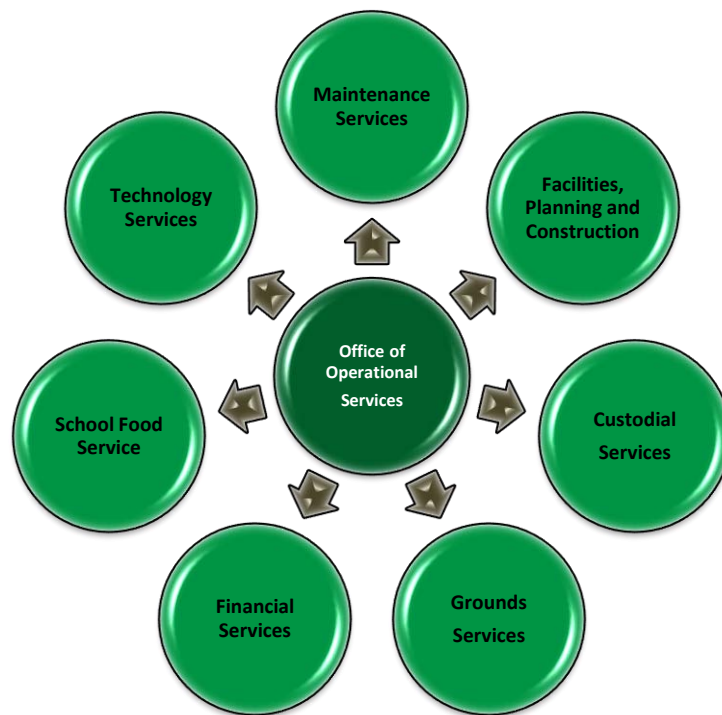 Maintenance
Services
Facilities,
Planning and
Construction
Custodial
Services
Grounds
Services
Financial
Services
School Food
Service
Technology
Services
Office of
Operational
Services